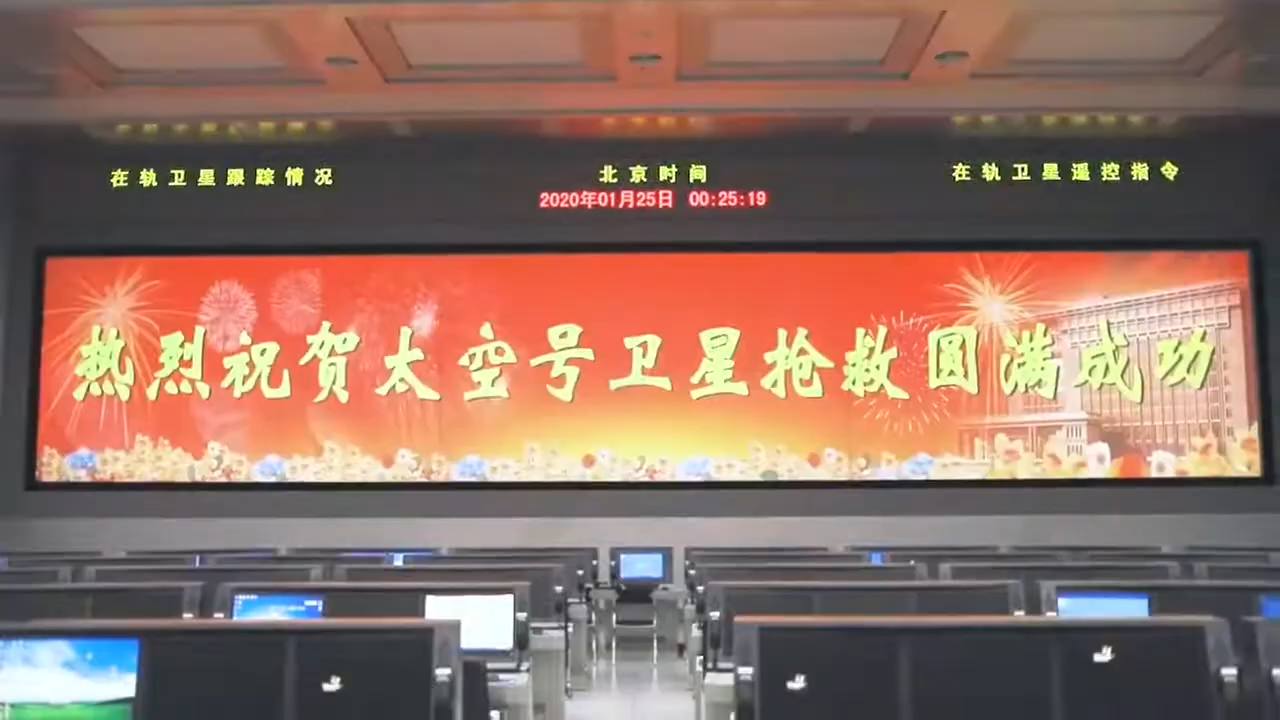 在轨卫星跟踪情况
北京时间
在轨卫星遥控指令
2020年01月25日 00:25:19
热烈祝贺太空号卫星抢救圆满成功